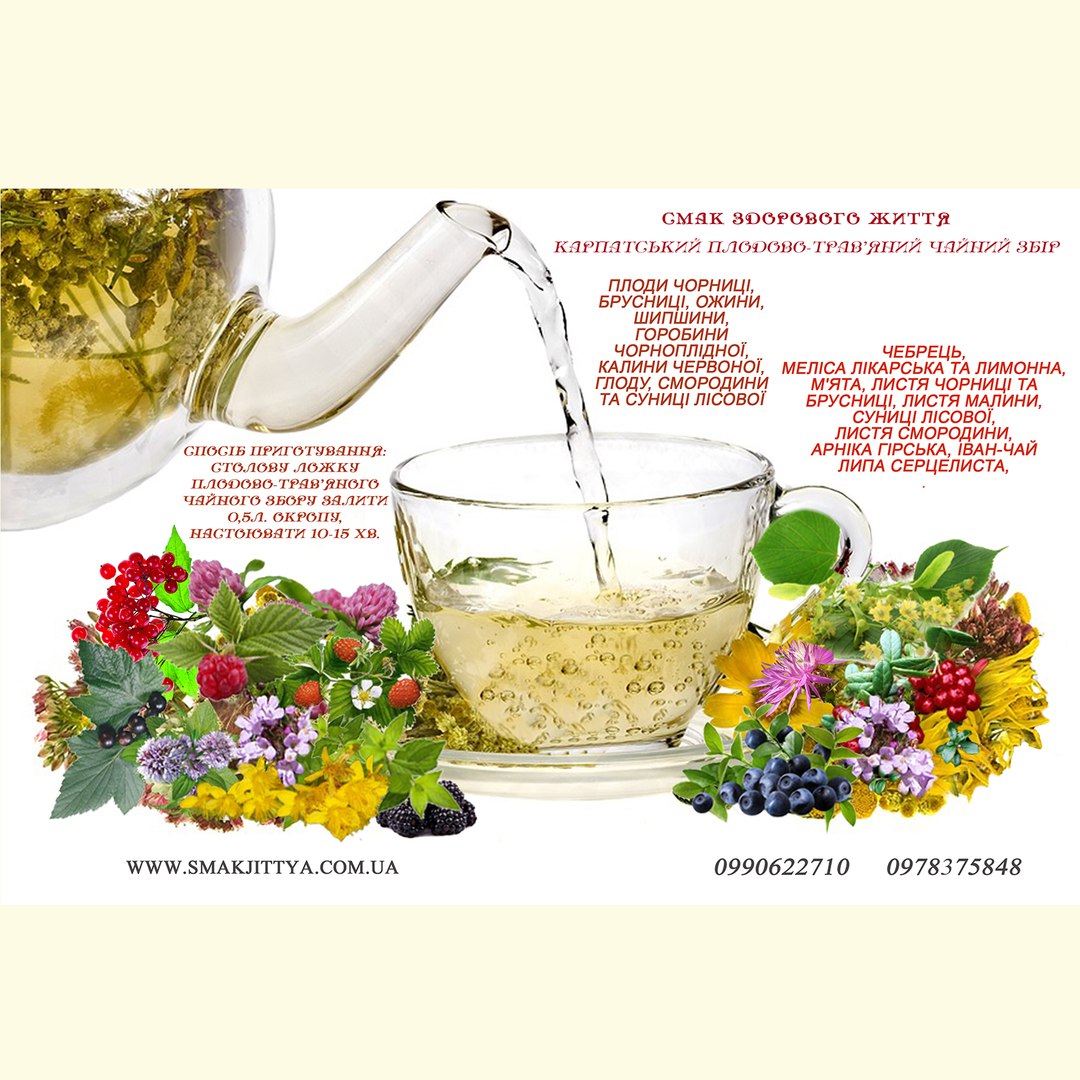 СМАК ЗДОРОВОГО ЖИТТЯ
КАРПАТСЬКИЙ ПЛОДОВО-ТРАВ'ЯНИЙ ЧАЙНИЙ ЗБІР
ПЛОДИ ЧОРНИЦІ,
БРУСНИЦІ, ОЖИНИ,
ШИПШИНИ,
ГОРОБИНИ
ЧОРНОПЛІДНОЇ,
КАЛИНИ ЧЕРВОНОЇ,
ГЛОДУ, СМОРОДИНИ
ТА СУНИЦІ ЛІСОВОЇ
ЧЕБРЕЦЬ,
МЕЛІСА ЛІКАРСЬКА ТА ЛИМОННА,
М'ЯТА, ЛИСТЯ ЧОРНИЦІ ТА
БРУСНИЦІ, ЛИСТЯ МАЛИНИ,
СУНИЦІ ЛІСОВОЇ,
ЛИСТЯ СМОРОДИНИ,
АРНІКА ГІРСЬКА, ІВАН-ЧАЙ
ЛИПА СЕРЦЕЛИСТА,
.
СПОСІБ ПРИГОТУВАННЯ:
СТОЛОВУ ЛОЖКУ
ПЛОДОВО-ТРАВ'ЯНОГО
ЧАЙНОГО ЗБОРУ ЗАЛИТИ
0,5Л. ОКРОПУ,
НАСТОЮВАТИ 10-15 ХВ.
WWW.SMAKJITTYA.COM.UA
0990622710 0978375848